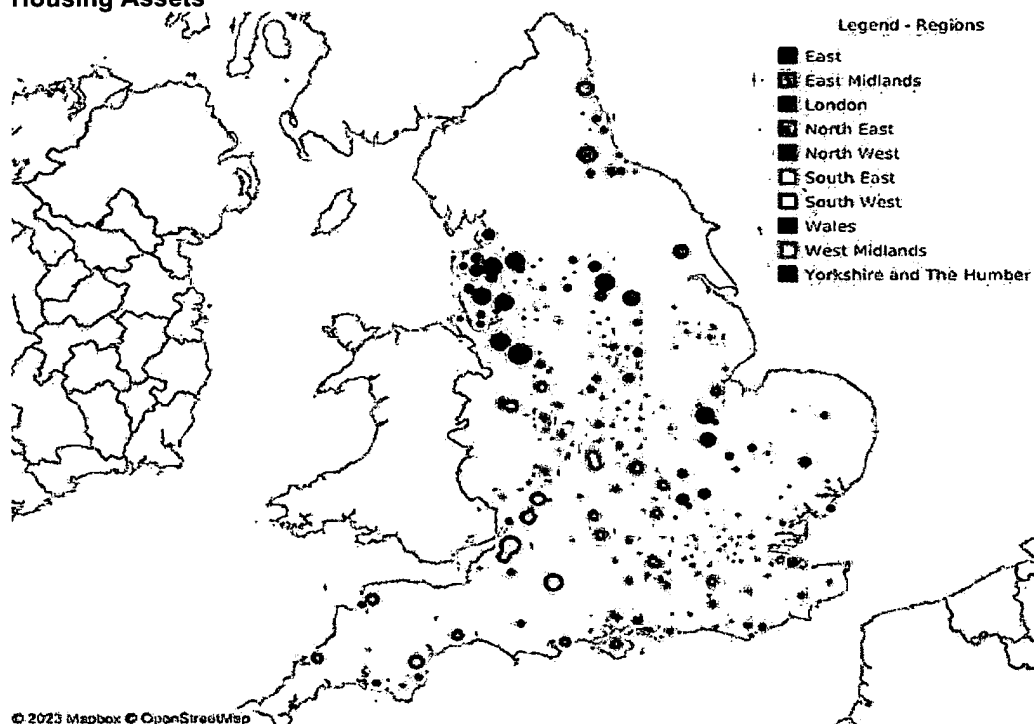 Housing Assets
Legend - Regions
East
East Midlands
London
North East
North West
South East
South West
Wales
West Midlands
Yorkshire and The Humber
© 2023 Mapbox © OpenStreetMap